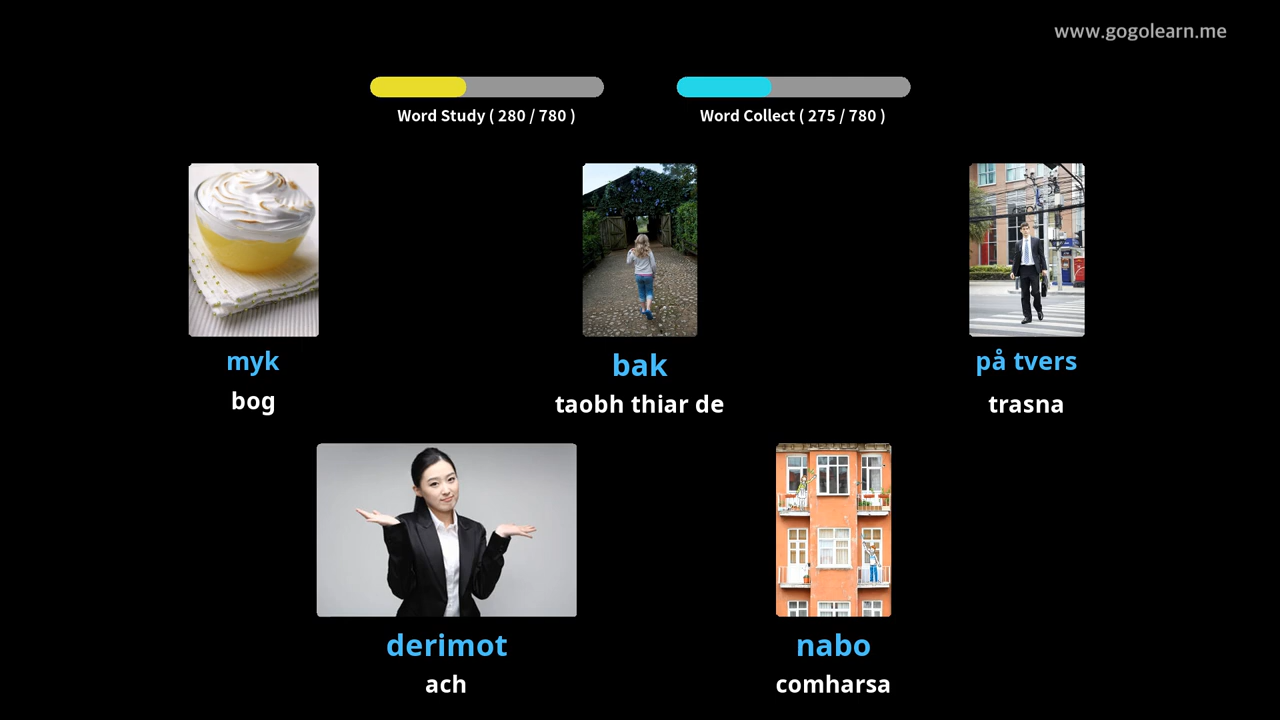 www.gogolearn.me
Word Study ( 280 / 780 )
Word Collect ( 275 / 780 )
myk
bog
bak
taobh thiar de
på tvers
trasna
derimot
ach
nabo
comharsa